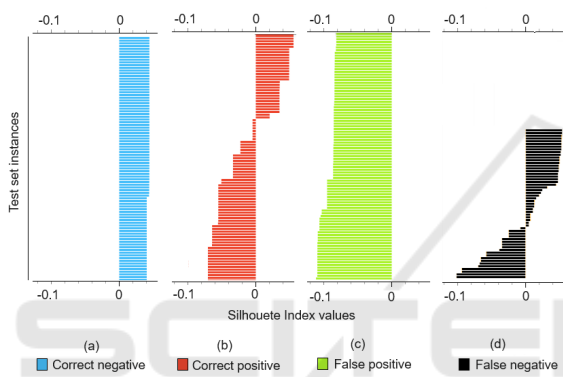 -0.1 0 -0.1 0 -0.1 0 -0.1 0
Test set instances
-0.1 0 -0.1 0 -0.1 0 -0.1 0
Silhouete Index values
(a) (b) (c) (d)
Correct negative Correct positive False positive False negative